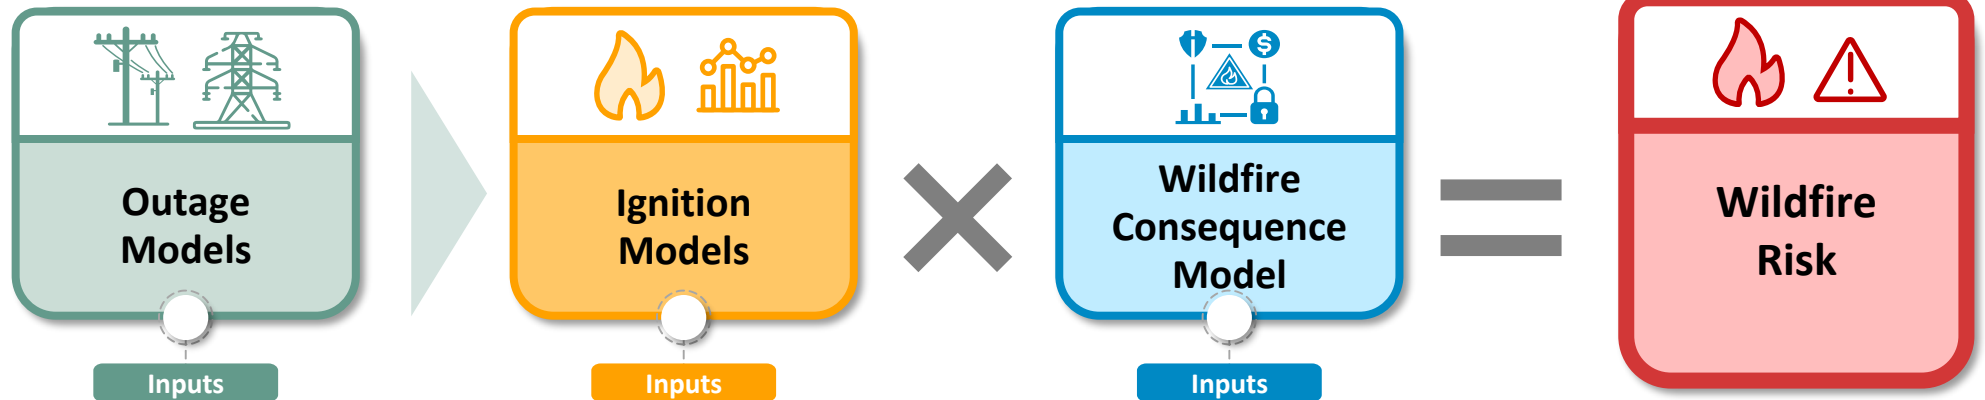 Outage
Models
Ignition
Models
Wildfire
Consequence
Model
Wildfire
Risk
Inputs
Inputs
Inputs